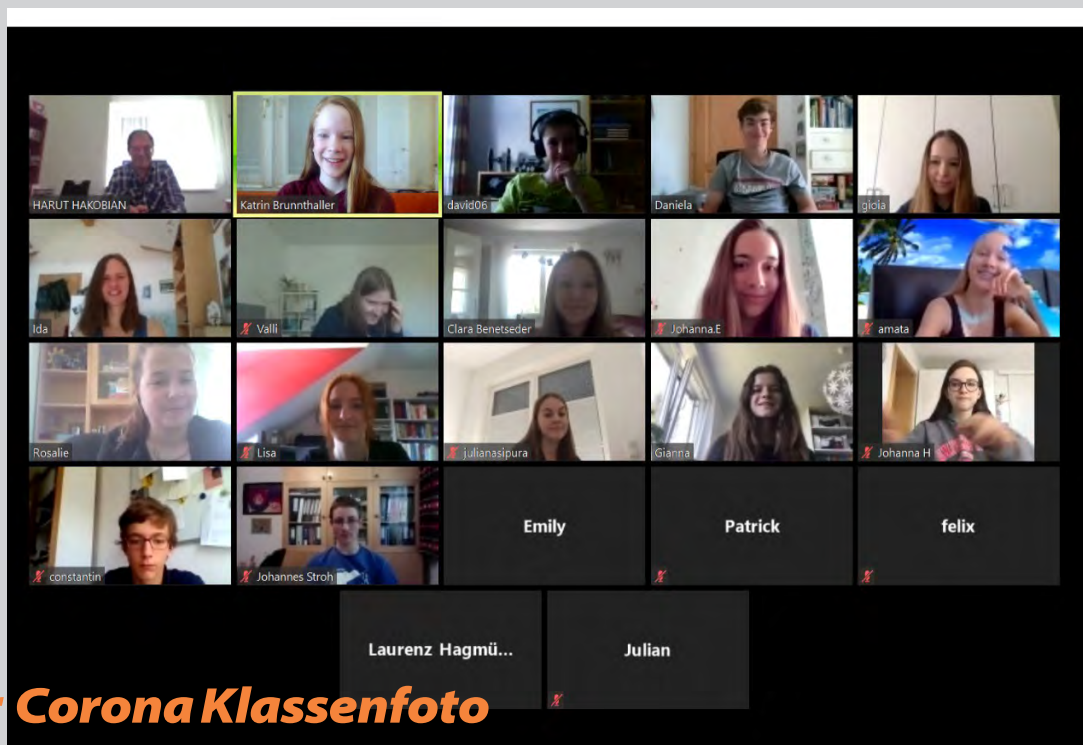 HARUT HAKOBIAN
Katrin Brunnthaller
david06
Daniela
gioia
Ida
Valli
Clara Benetseder
Johanna.E
amata
Rosalie
Lisa
julianasipura
Gianna
Johanna H
constantin
Johannes Stroh
Emily
Patrick
felix
Laurenz Hagmü...
Julian
Corona Klassenfoto